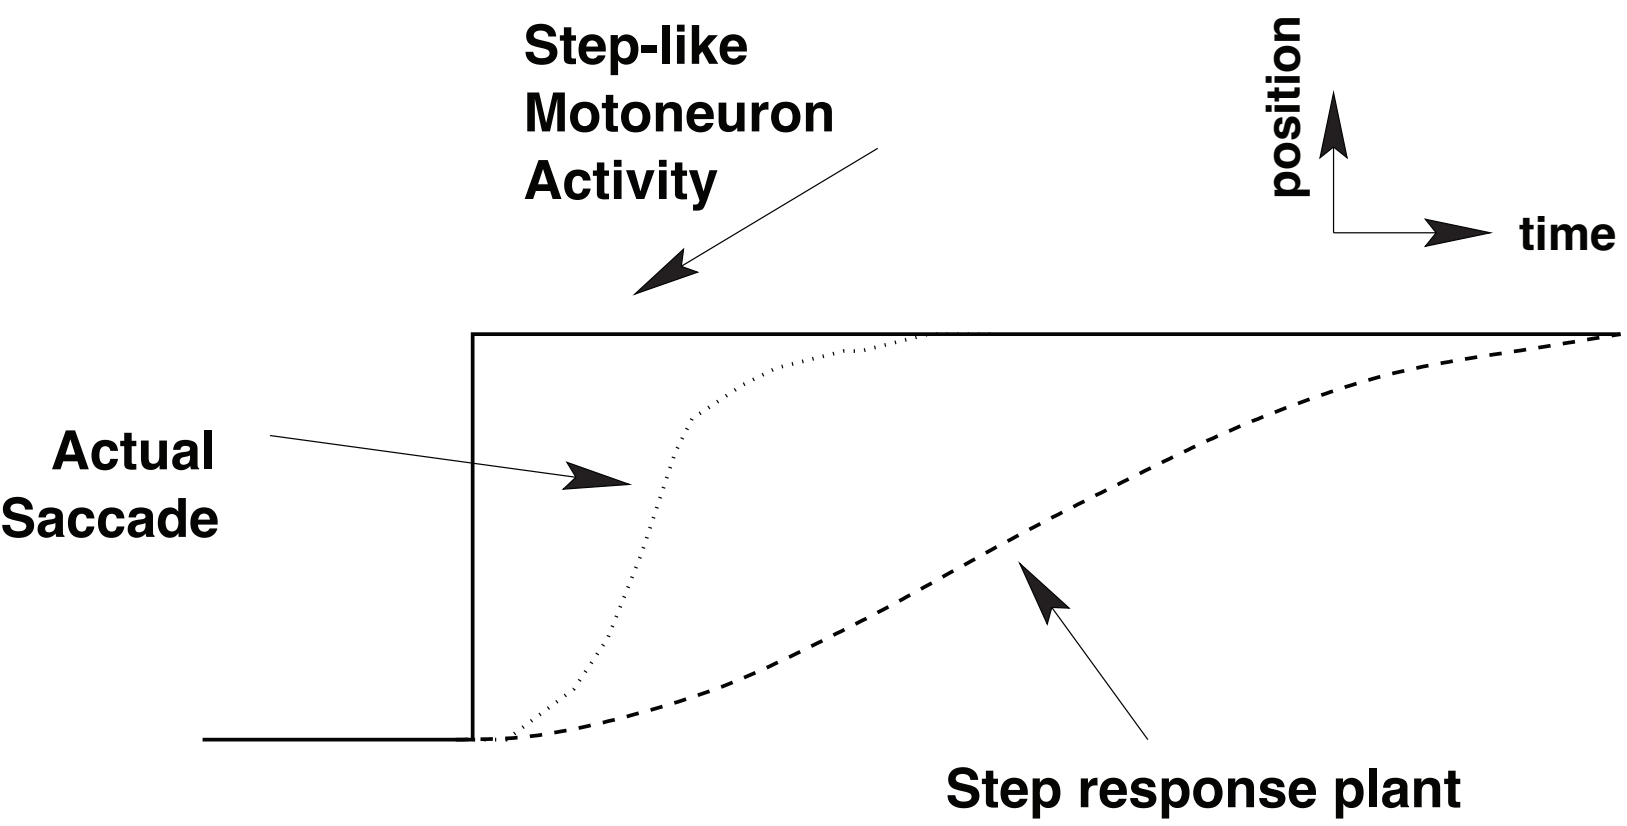 Step-like
Motoneuron
Activity
position
time
Actual
Saccade
Step response plant